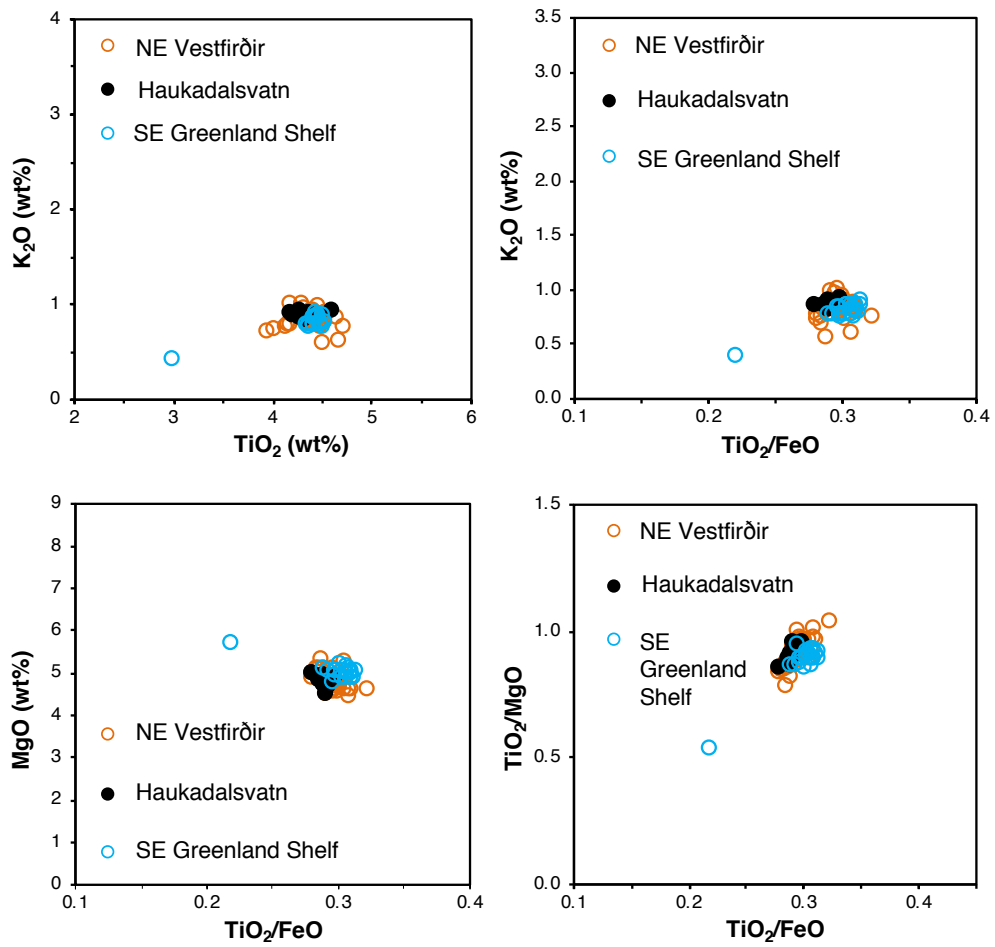 4
3
2
1
0
K₂O (wt%)
NE Vestfirðir
Haukadalsvatn
SE Greenland Shelf
2
3
4
5
6
TiO₂ (wt%)
3.5
3.0
2.5
2.0
1.5
1.0
0.5
0.0
K₂O (wt%)
NE Vestfirðir
Haukadalsvatn
SE Greenland Shelf
0.1
0.2
0.3
0.4
TiO₂/FeO
9
8
7
6
5
4
3
2
1
0
MgO (wt%)
NE Vestfirðir
Haukadalsvatn
SE Greenland Shelf
0.1
0.2
0.3
0.4
TiO₂/FeO
1.5
1.0
0.5
0.0
TiO₂/MgO
NE Vestfirðir
Haukadalsvatn
SE
Greenland
Shelf
0.1
0.2
0.3
0.4
TiO₂/FeO